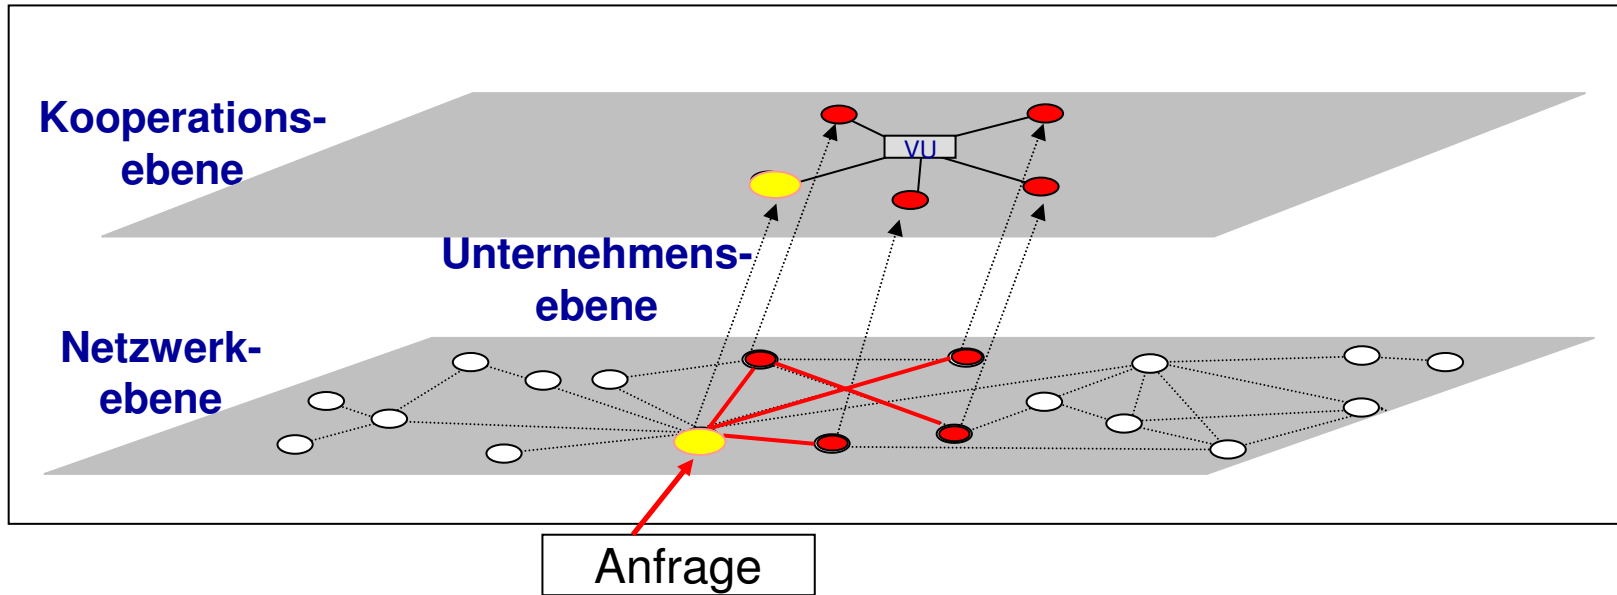 Kooperations-
ebene
VU
Unternehmens-
ebene
Netzwerk-
ebene
Anfrage